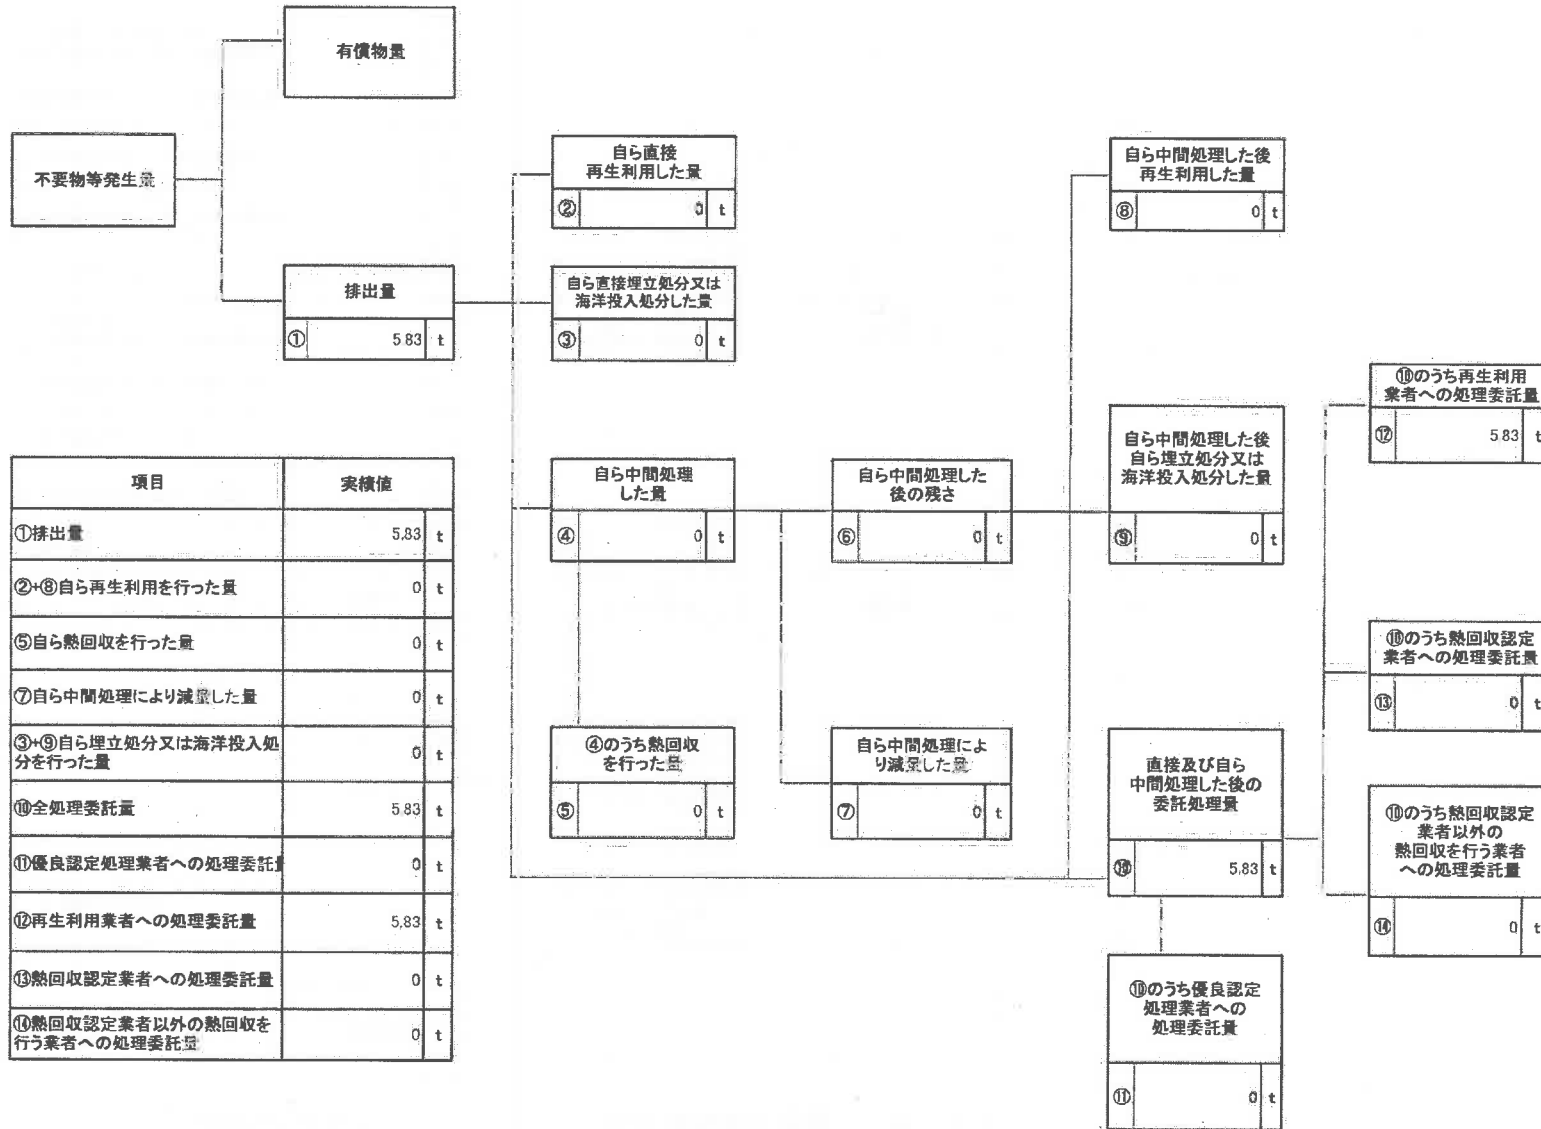 有償物量
不要物等発生量
排出量
① 5.83 t
自ら直接
再生利用した量
② 0 t
自ら直接埋立処分又は
海洋投入処分した量
③ 0 t
自ら中間処理
した量
④ 0 t
④のうち熱回収
を行った量
⑤ 0 t
自ら中間処理した
後の残さ
⑥ 0 t
自ら中間処理によ
り減量した量
⑦ 0 t
自ら中間処理した後
再生利用した量
⑧ 0 t
自ら中間処理した後
自ら埋立処分又は
海洋投入処分した量
⑨ 0 t
直接及び自ら
中間処理した後の
委託処理量
⑩ 5.83 t
⑩のうち優良認定
処理業者への
処理委託量
⑪ 0 t
⑩のうち再生利用
業者への処理委託量
⑫ 5.83 t
⑩のうち熱回収認定
業者への処理委託量
⑬ 0 t
⑩のうち熱回収認定
業者以外の
熱回収を行う業者
への処理委託量
⑭ 0 t
項目 実績値
①排出量 5.83 t
②+⑧自ら再生利用を行った量 0 t
⑤自ら熱回収を行った量 0 t
⑦自ら中間処理により減量した量 0 t
③+⑨自ら埋立処分又は海洋投入処
分を行った量 0 t
⑩全処理委託量 5.83 t
⑪優良認定処理業者への処理委託量 0 t
⑫再生利用業者への処理委託量 5.83 t
⑬熱回収認定業者への処理委託量 0 t
⑭熱回収認定業者以外の熱回収を
行う業者への処理委託量 0 t